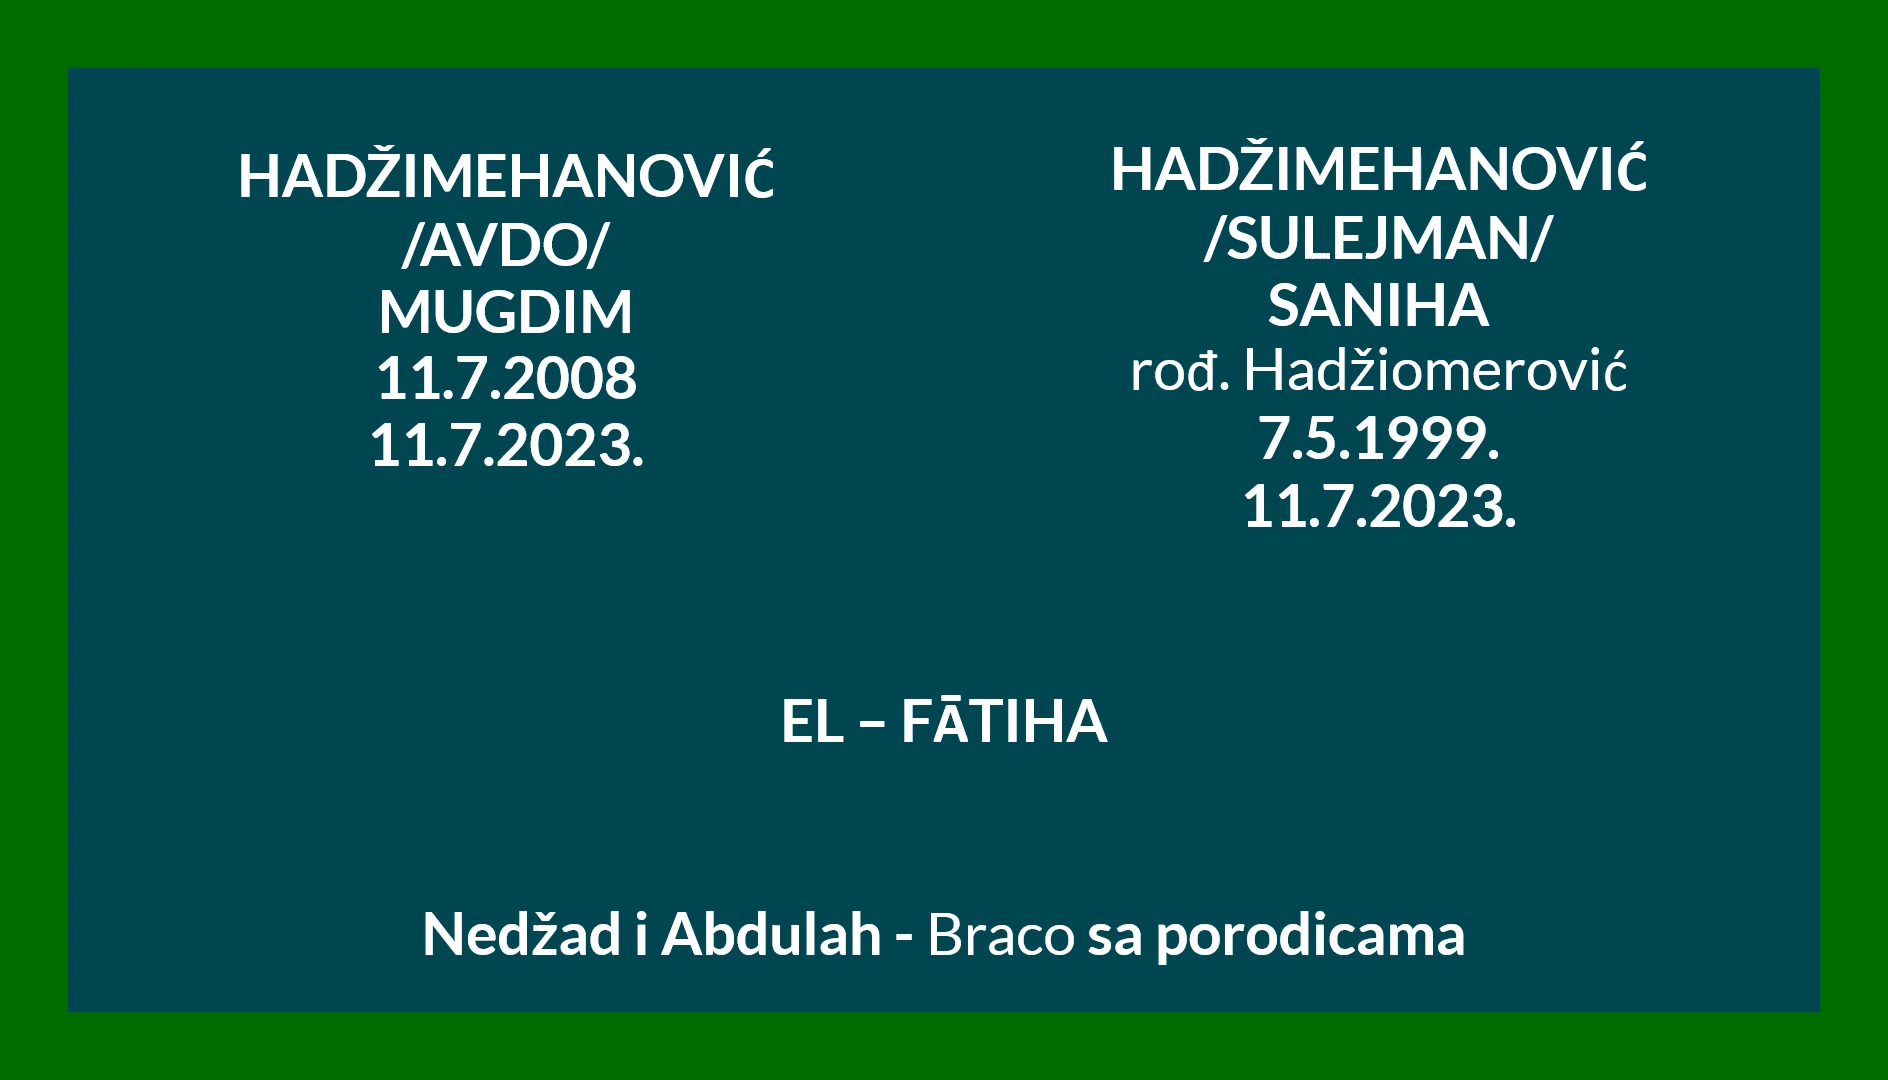 HADŽIMEHANOVIĆ
/AVDO/
MUGDIM
11.7.2008
11.7.2023.
HADŽIMEHANOVIĆ
/SULEJMAN/
SANIHA
rođ. Hadžiomerović
7.5.1999.
11.7.2023.
EL – FĀTIHA
Nedžad i Abdulah - Braco sa porodicama